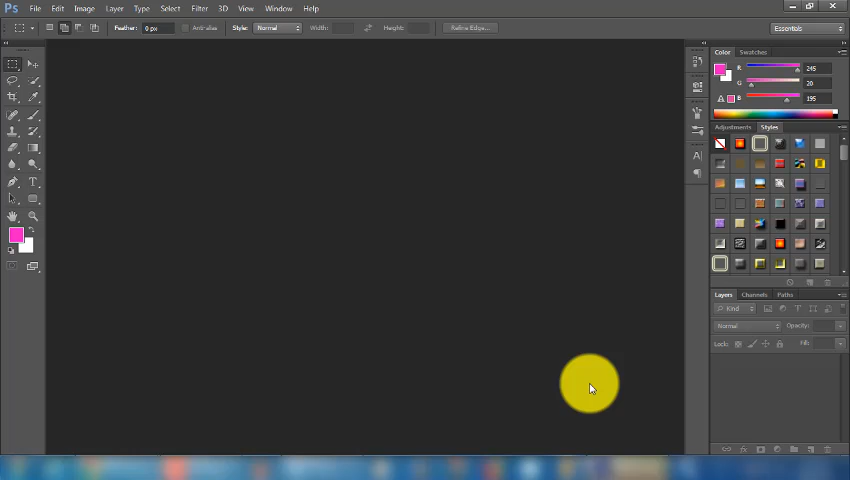 Ps File Edit Image Layer Type Select Filter 3D View Window Help
Feather: 0 px Anti-alias Style: Normal Width: Height: Refine Edge... Essentials
Color Swatches
R 245
G 20
B 195
Adjustments Styles
Layers Channels Paths
Kind
Normal Opacity:
Lock: Fill: